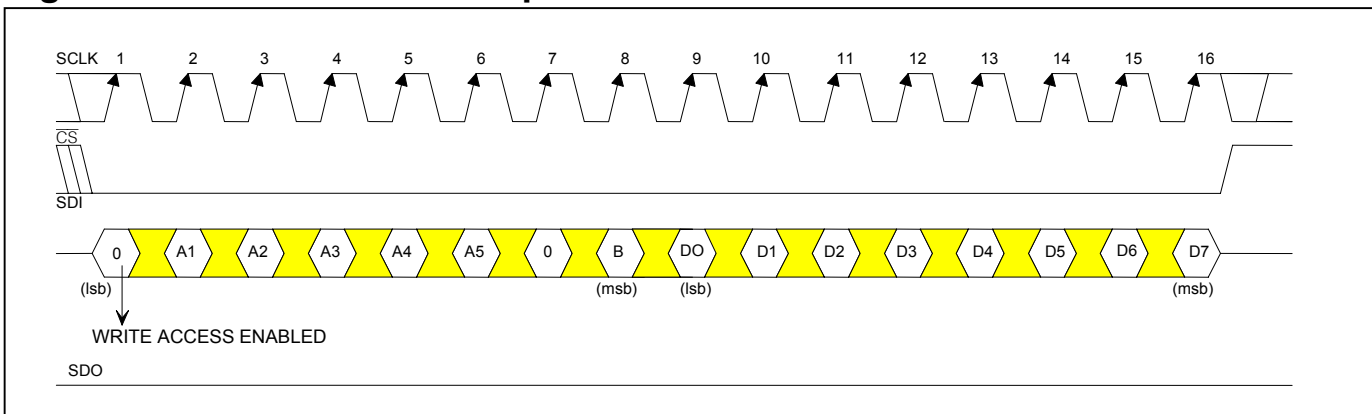 SCLK 1 2 3 4 5 6 7 8 9 10 11 12 13 14 15 16
CS
SDI
0 A1 A2 A3 A4 A5 0 B DO D1 D2 D3 D4 D5 D6 D7
(lsb) (msb) (lsb) (msb)
WRITE ACCESS ENABLED
SDO